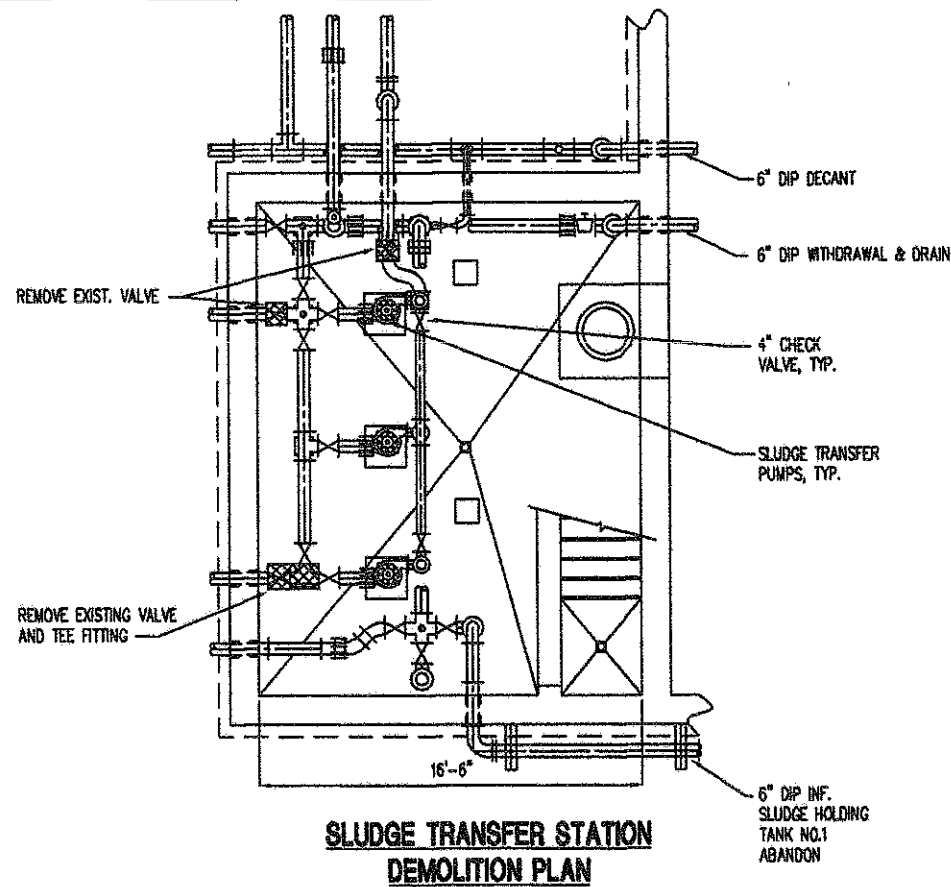 6" DIP DECANT
6" DIP WITHDRAWAL & DRAIN
REMOVE EXIST. VALVE
4" CHECK
VALVE, TYP.
SLUDGE TRANSFER
PUMPS, TYP.
REMOVE EXISTING VALVE
AND TEE FITTING
16'-6"
6" DIP INF.
SLUDGE HOLDING
TANK NO.1
ABANDON
SLUDGE TRANSFER STATION
DEMOLITION PLAN